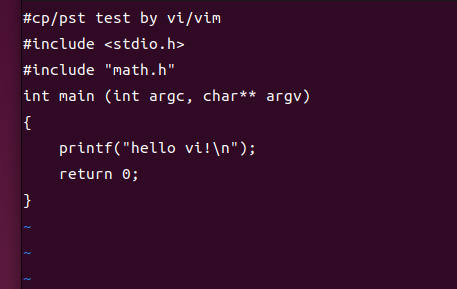 #cp/pst test by vi/vim
#include <stdio.h>
#include "math.h"
int main (int argc, char** argv)
{
    printf("hello vi!\n");
    return 0;
}
~
~
~